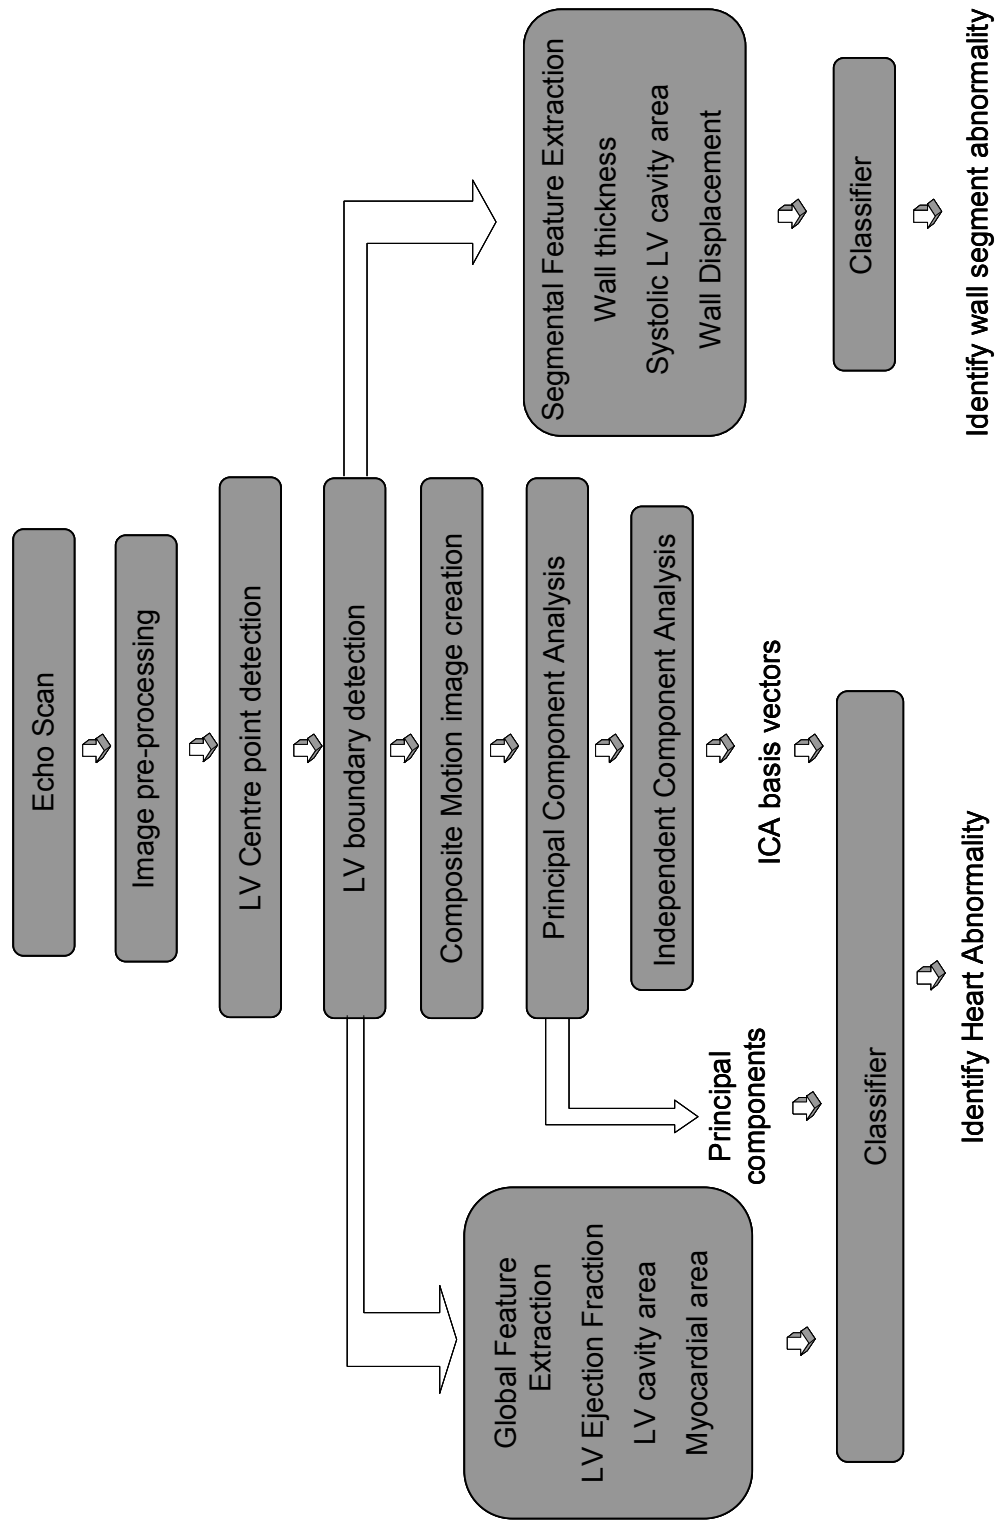 Echo Scan
Image pre-processing
LV Centre point detection
LV boundary detection
Composite Motion image creation
Principal Component Analysis
Independent Component Analysis
ICA basis vectors
Principal
components
Global Feature
Extraction
LV Ejection Fraction
LV cavity area
Myocardial area
Classifier
Identify Heart Abnormality
Segmental Feature Extraction
Wall thickness
Systolic LV cavity area
Wall Displacement
Classifier
Identify wall segment abnormality